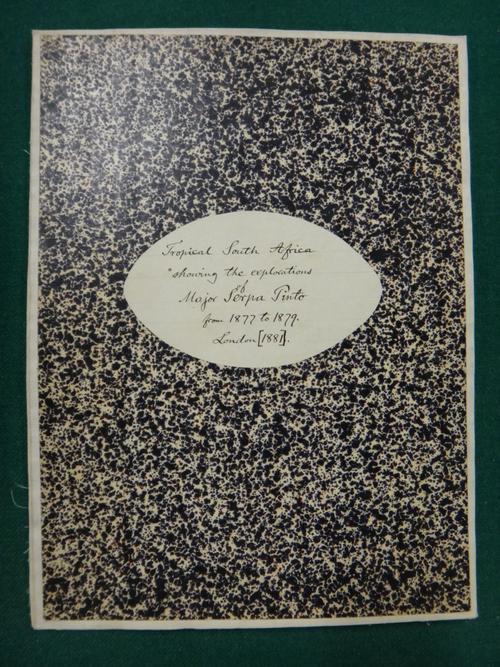 Tropical South Africa
"showing the explorations
of
Major Serpa Pinto
from 1877 to 1879.
London [1881].